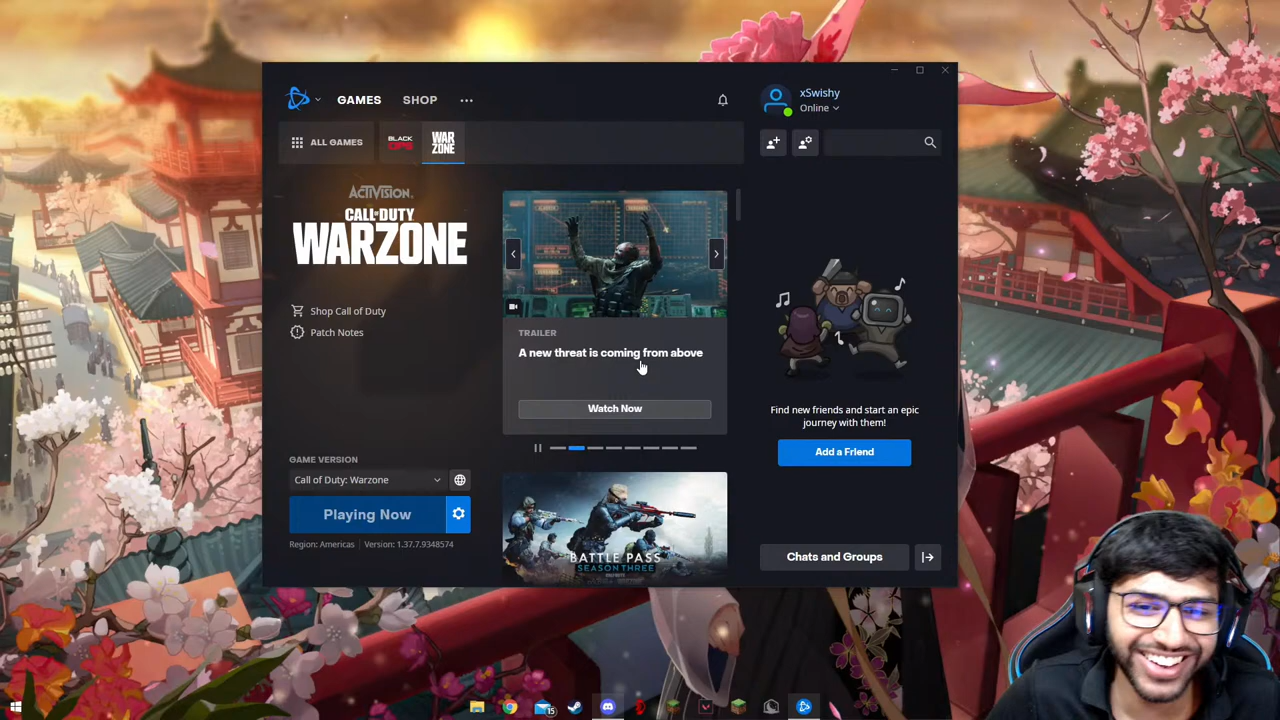 GAMES
SHOP
xSwishy
Online
ALL GAMES
BLACK
OPS
WAR
ZONE
ACTIVISION
CALL OF DUTY
WARZONE
Shop Call of Duty
Patch Notes
TRAILER
A new threat is coming from above
Watch Now
Find new friends and start an epic
journey with them!
Add a Friend
GAME VERSION
Call of Duty: Warzone
Playing Now
Region: Americas
Version: 1.37.7.9348574
BATTLE PASS
SEASON THREE
Chats and Groups
15